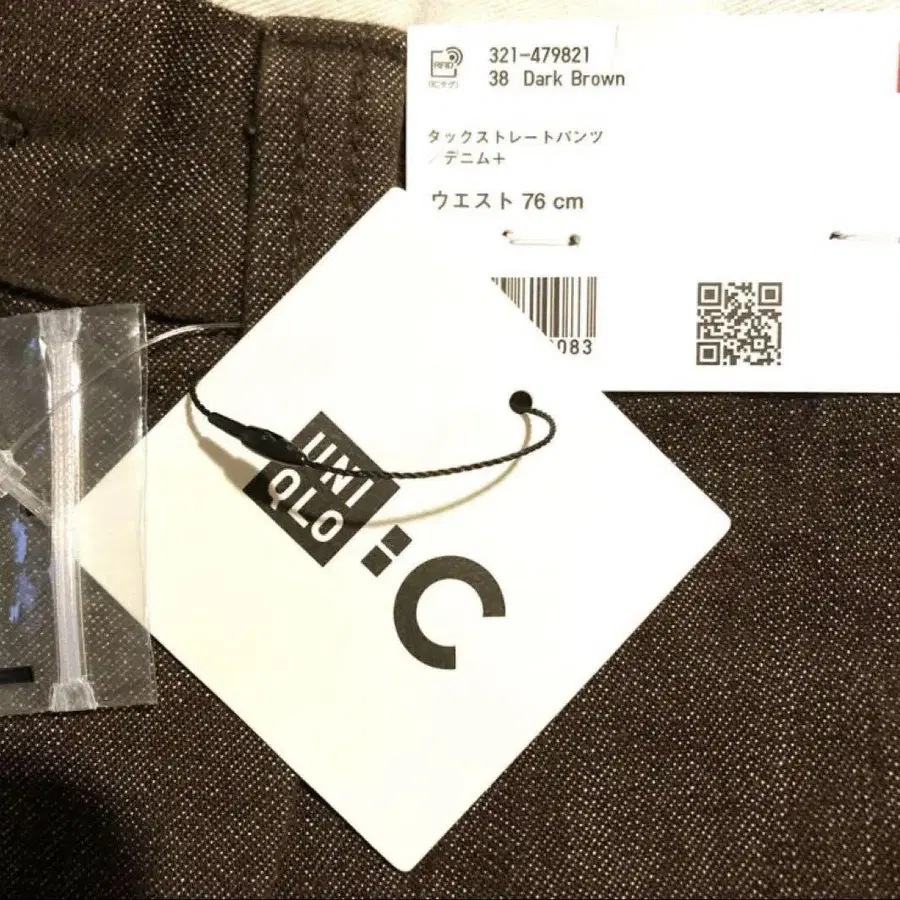 RFID
(ICタグ)
321-479821
38 Dark Brown
タックストレートパンツ
/デニム+
ウエスト 76 cm
083
UNI
QLO
: C